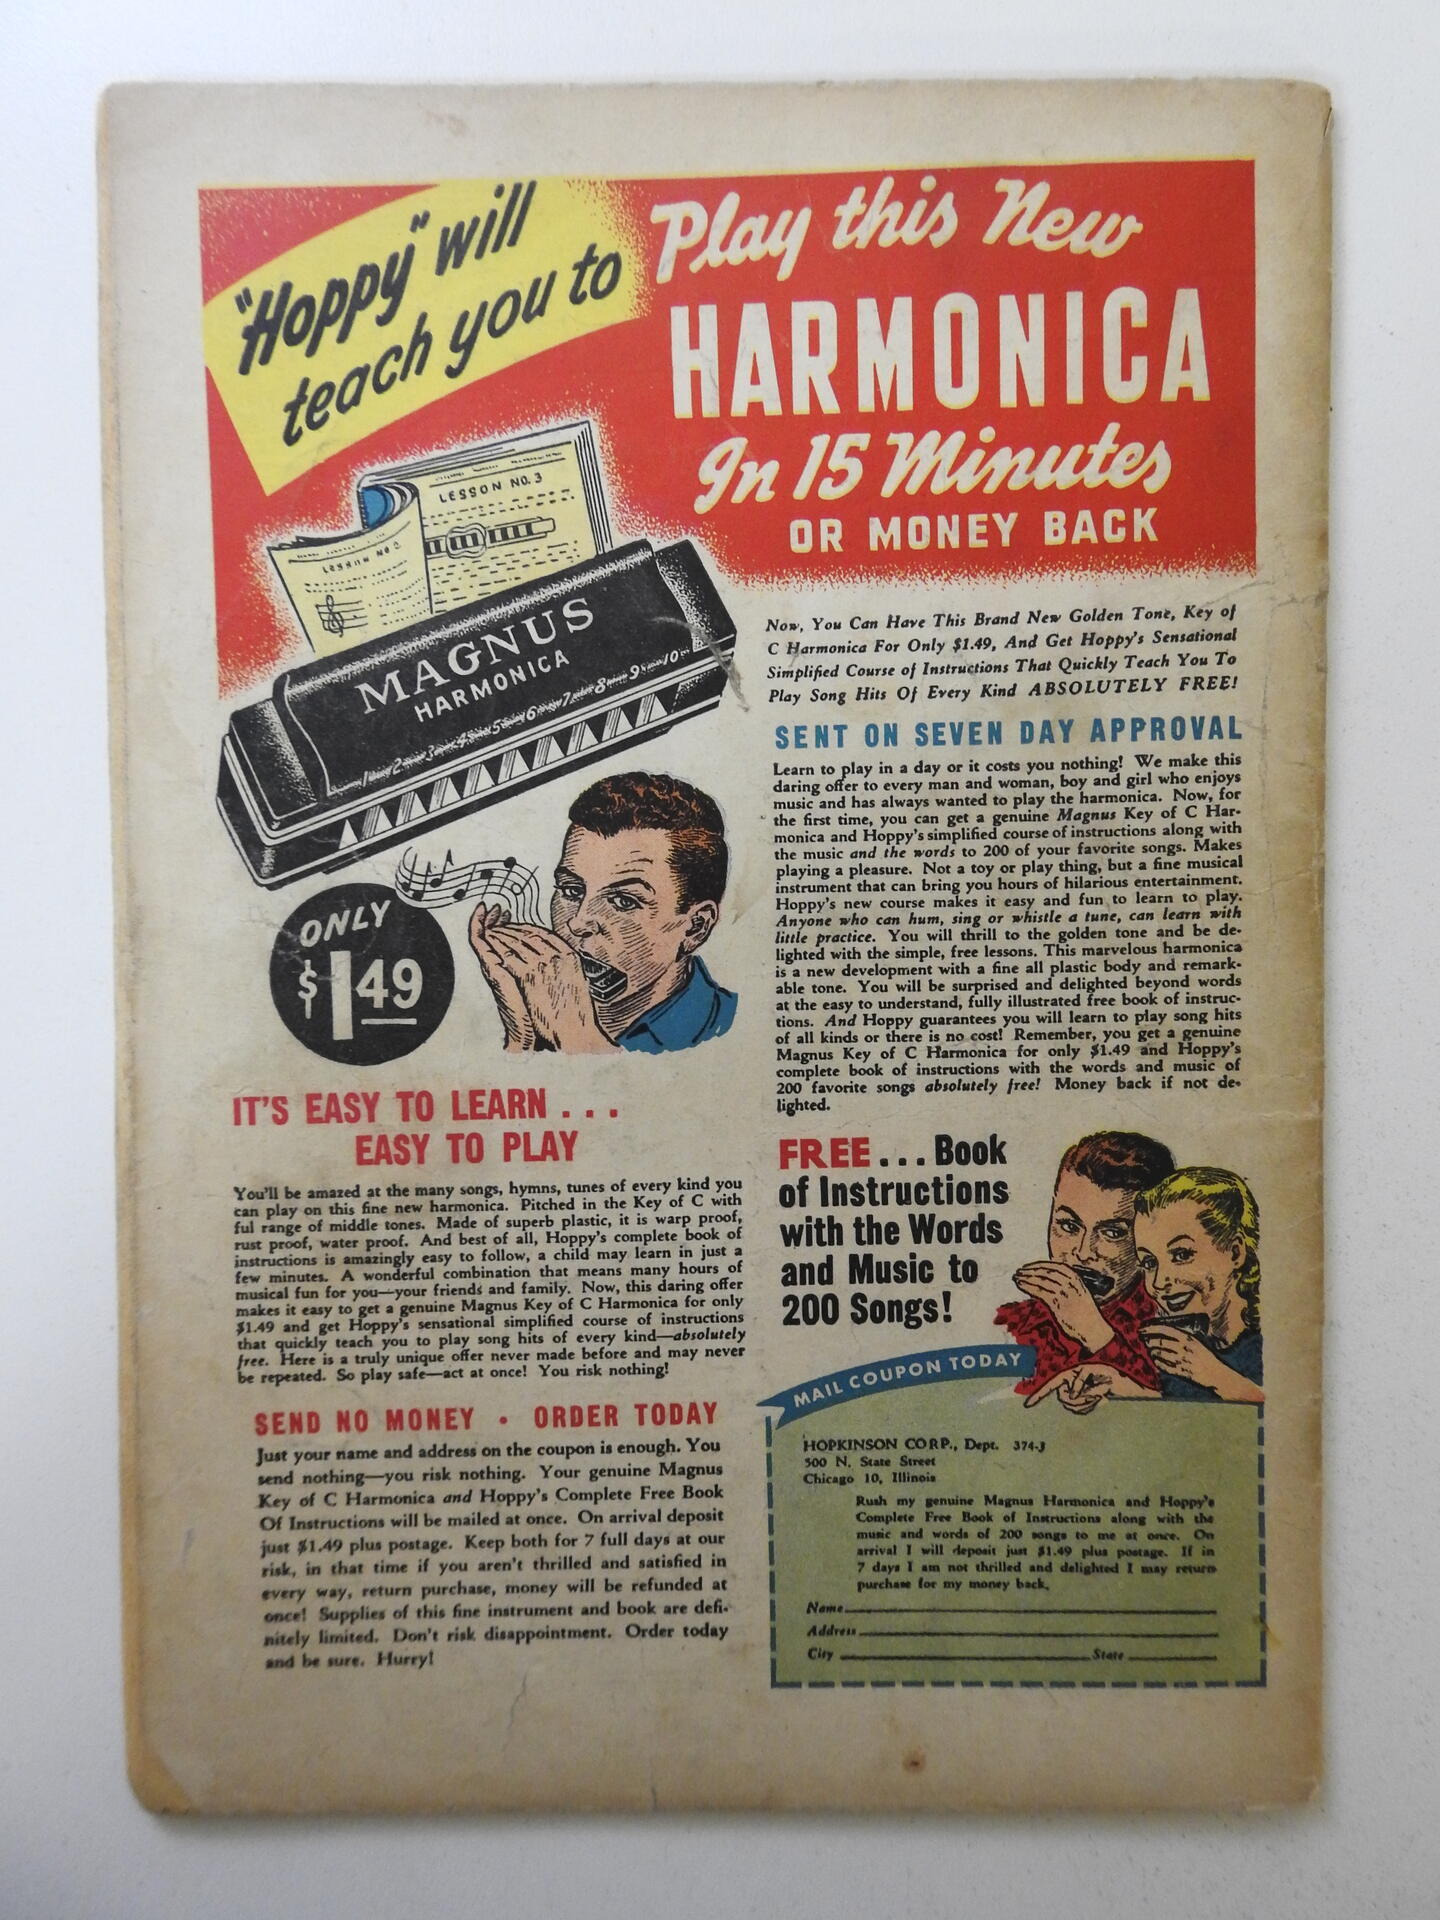 "Hoppy" will
teach you to
Play this New
HARMONICA
In 15 Minutes
OR MONEY BACK
LESSON NO. 3
MAGNUS
HARMONICA
1 2 3 4 5 6 7 8 9 10
ONLY
$1.49
Now, You Can Have This Brand New Golden Tone, Key of
C Harmonica For Only $1.49, And Get Hoppy's Sensational
Simplified Course of Instructions That Quickly Teach You To
Play Song Hits Of Every Kind ABSOLUTELY FREE!
SENT ON SEVEN DAY APPROVAL
Learn to play in a day or it costs you nothing! We make this
daring offer to every man and woman, boy and girl who enjoys
music and has always wanted to play the harmonica. Now, for
the first time, you can get a genuine Magnus Key of C Har-
monica and Hoppy's simplified course of instructions along with
the music and the words to 200 of your favorite songs. Makes
playing a pleasure. Not a toy or play thing, but a fine musical
instrument that can bring you hours of hilarious entertainment.
Hoppy's new course makes it easy and fun to learn to play.
Anyone who can hum, sing or whistle a tune, can learn with
little practice. You will thrill to the golden tone and be de-
lighted with the simple, free lessons. This marvelous harmonica
is a new development with a fine all plastic body and remark-
able tone. You will be surprised and delighted beyond words
at the easy to understand, fully illustrated free book of instruc-
tions. And Hoppy guarantees you will learn to play song hits
of all kinds or there is no cost! Remember, you get a genuine
Magnus Key of C Harmonica for only $1.49 and Hoppy's
complete book of instructions with the words and music of
200 favorite songs absolutely free! Money back if not de-
lighted.
IT'S EASY TO LEARN . . .
EASY TO PLAY
You'll be amazed at the many songs, hymns, tunes of every kind you
can play on this fine new harmonica. Pitched in the Key of C with
ful range of middle tones. Made of superb plastic, it is warp proof,
rust proof, water proof. And best of all, Hoppy's complete book of
instructions is amazingly easy to follow, a child may learn in just a
few minutes. A wonderful combination that means many hours of
musical fun for you—your friends and family. Now, this daring offer
makes it easy to get a genuine Magnus Key of C Harmonica for only
$1.49 and get Hoppy's sensational simplified course of instructions
that quickly teach you to play song hits of every kind—absolutely
free. Here is a truly unique offer never made before and may never
be repeated. So play safe—act at once! You risk nothing!
SEND NO MONEY • ORDER TODAY
Just your name and address on the coupon is enough. You
send nothing—you risk nothing. Your genuine Magnus
Key of C Harmonica and Hoppy's Complete Free Book
Of Instructions will be mailed at once. On arrival deposit
just $1.49 plus postage. Keep both for 7 full days at our
risk, in that time if you aren't thrilled and satisfied in
every way, return purchase, money will be refunded at
once! Supplies of this fine instrument and book are defi-
nitely limited. Don't risk disappointment. Order today
and be sure. Hurry!
FREE . . . Book
of Instructions
with the Words
and Music to
200 Songs!
MAIL COUPON TODAY
HOPKINSON CORP., Dept. 374-J
500 N. State Street
Chicago 10, Illinois
Rush my genuine Magnus Harmonica and Hoppy's
Complete Free Book of Instructions along with the
music and words of 200 songs to me at once. On
arrival I will deposit just $1.49 plus postage. If in
7 days I am not thrilled and delighted I may return
purchase for my money back.
Name
Address
City State